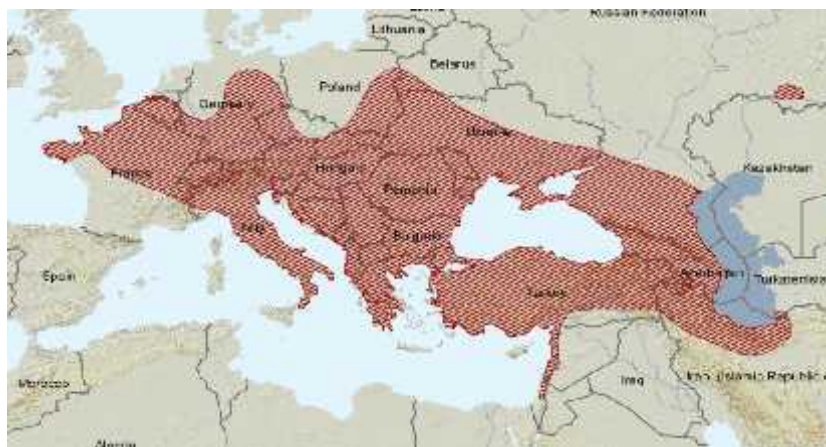 Lithuania
Russian Federation
Belarus
Poland
Germany
Ukraine
Kazakhstan
France
Hungary
Romania
Italy
Bulgaria
Azerbaijan
Turkmenistan
Spain
Turkey
Morocco
Iraq
Iran (Islamic Republic o
Algeria